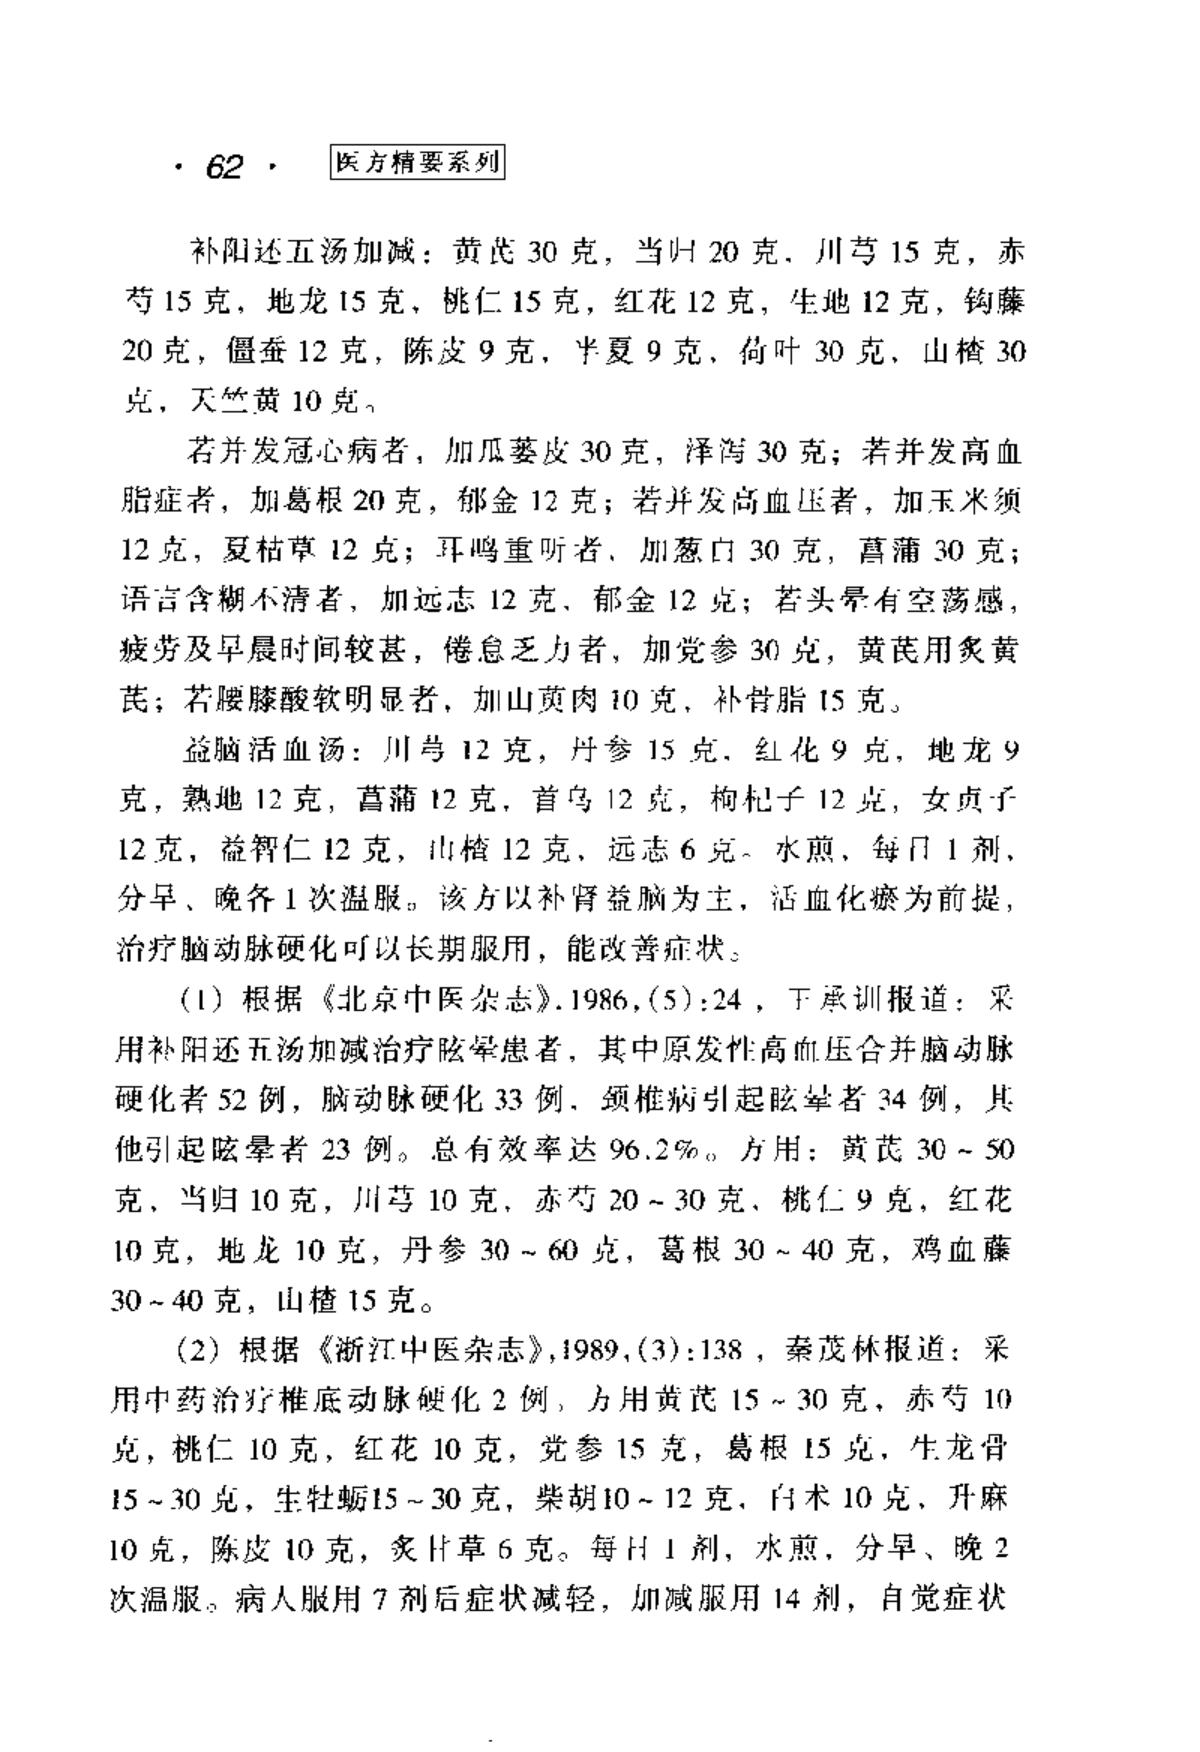 · 62 · 医方精要系列
补阳还五汤加减：黄芪 30 克，当归 20 克，川芎 15 克，赤
芍 15 克，地龙 15 克，桃仁 15 克，红花 12 克，生地 12 克，钩藤
20 克，僵蚕 12 克，陈皮 9 克，半夏 9 克，荷叶 30 克，山楂 30
克，天竺黄 10 克。
若并发冠心病者，加瓜蒌皮 30 克，泽泻 30 克；若并发高血
脂症者，加葛根 20 克，郁金 12 克；若并发高血压者，加玉米须
12 克，夏枯草 12 克；耳鸣重听者，加葱白 30 克，菖蒲 30 克；
语言含糊不清者，加远志 12 克，郁金 12 克；若头晕有空荡感，
疲劳及早晨时间较甚，倦怠乏力者，加党参 30 克，黄芪用炙黄
芪；若腰膝酸软明显者，加山萸肉 10 克，补骨脂 15 克。
益脑活血汤：川芎 12 克，丹参 15 克，红花 9 克，地龙 9
克，熟地 12 克，菖蒲 12 克，首乌 12 克，枸杞子 12 克，女贞子
12 克，益智仁 12 克，山楂 12 克，远志 6 克。水煎，每日 1 剂，
分早、晚各 1 次温服。该方以补肾益脑为主，活血化瘀为前提，
治疗脑动脉硬化可以长期服用，能改善症状。
(1) 根据《北京中医杂志》.1986,(5):24 ，王承训报道：采
用补阳还五汤加减治疗眩晕患者，其中原发性高血压合并脑动脉
硬化者 52 例，脑动脉硬化 33 例，颈椎病引起眩晕者 34 例，其
他引起眩晕者 23 例。总有效率达 96.2%。方用：黄芪 30～50
克，当归 10 克，川芎 10 克，赤芍 20～30 克，桃仁 9 克，红花
10 克，地龙 10 克，丹参 30～60 克，葛根 30～40 克，鸡血藤
30～40 克，山楂 15 克。
(2) 根据《浙江中医杂志》,1989,(3):138 ，秦茂林报道：采
用中药治疗椎底动脉硬化 2 例，方用黄芪 15～30 克，赤芍 10
克，桃仁 10 克，红花 10 克，党参 15 克，葛根 15 克，生龙骨
15～30 克，生牡蛎15～30 克，柴胡10～12 克，白术 10 克，升麻
10 克，陈皮 10 克，炙甘草 6 克。每日 1 剂，水煎，分早、晚 2
次温服。病人服用 7 剂后症状减轻，加减服用 14 剂，自觉症状